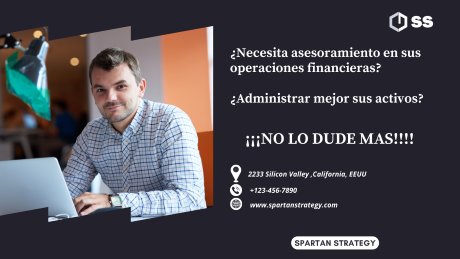 SS
¿Necesita asesoramiento en sus
operaciones financieras?
¿Administrar mejor sus activos?
¡¡¡NO LO DUDE MAS!!!!
2233 Silicon Valley ,California, EEUU
+123-456-7890
www.spartanstrategy.com
SPARTAN STRATEGY